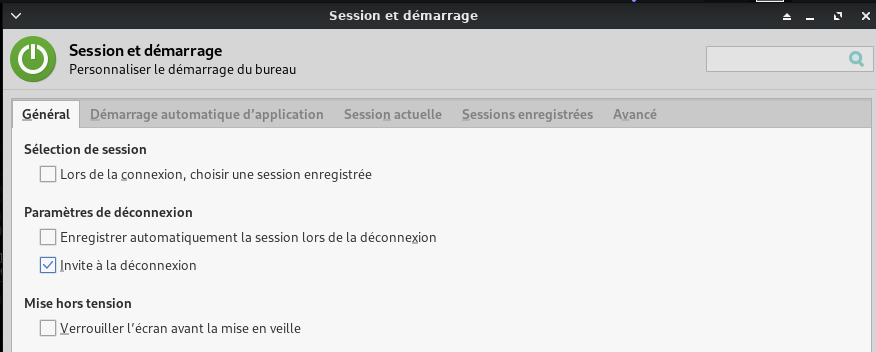 Session et démarrage
Session et démarrage
Personnaliser le démarrage du bureau
Général Démarrage automatique d'application Session actuelle Sessions enregistrées Avancé
Sélection de session
Lors de la connexion, choisir une session enregistrée
Paramètres de déconnexion
Enregistrer automatiquement la session lors de la déconnexion
Invite à la déconnexion
Mise hors tension
Verrouiller l'écran avant la mise en veille